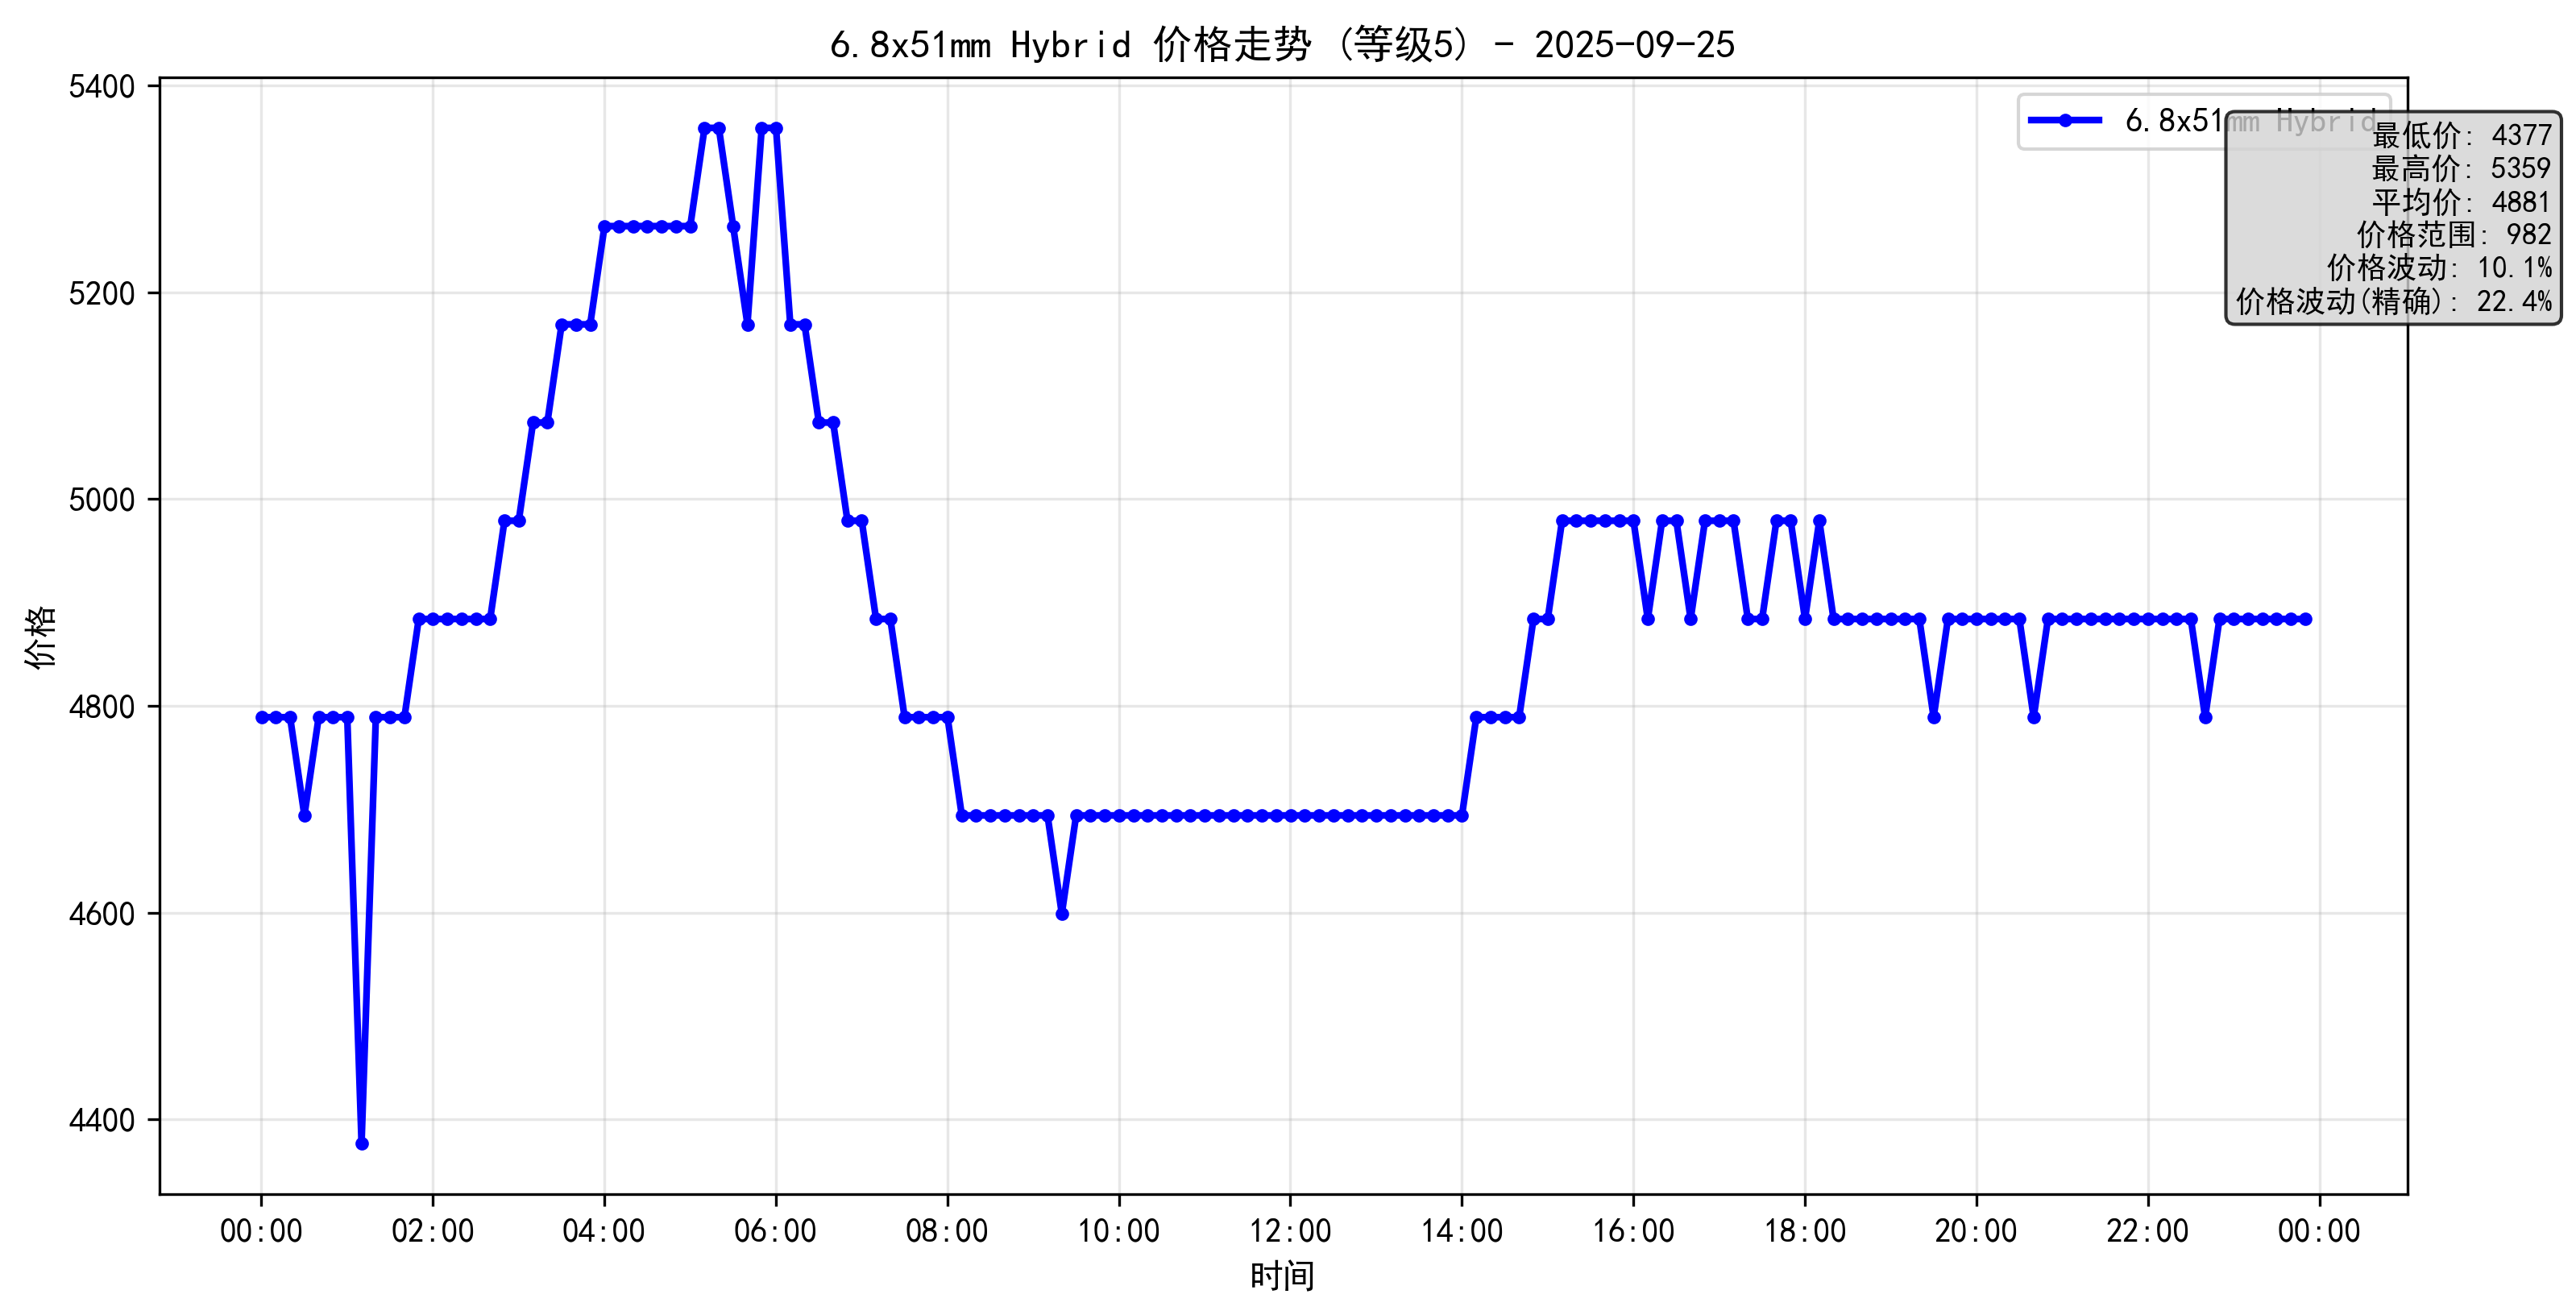 6.8x51mm Hybrid 价格走势 (等级5) - 2025-09-25
6.8x51mm Hybrid
最低价: 4377
最高价: 5359
平均价: 4881
价格范围: 982
价格波动: 10.1%
价格波动(精确): 22.4%
价格
5400
5200
5000
4800
4600
4400
00:00 02:00 04:00 06:00 08:00 10:00 12:00 14:00 16:00 18:00 20:00 22:00 00:00
时间